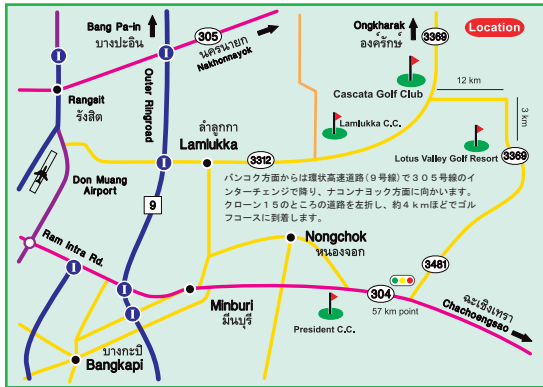 Bang Pa-in
บางปะอิน
305
นครนายก
Nakhonnayok
Ongkharak
องค์รักษ์
3369
Location
Outer Ringroad
Rangsit
รังสิต
Cascata Golf Club
12 km
3 km
ลำลูกกา
Lamlukka
Lamlukka C.C.
3312
Lotus Valley Golf Resort
3369
Don Muang
Airport
バンコク方面からは環状高速道路(9号線)で305号線のイ
ンターチェンジで降り、ナコンナヨック方面に向かいます。
クローン15のところの道路を左折し、約4kmほどでゴル
フコースに到着します。
9
Ram Intra Rd.
Nongchok
หนองจอก
3481
304
57 km point
ฉะเชิงเทรา
Chachoengsao
Minburi
มีนบุรี
President C.C.
บางกะปิ
Bangkapi